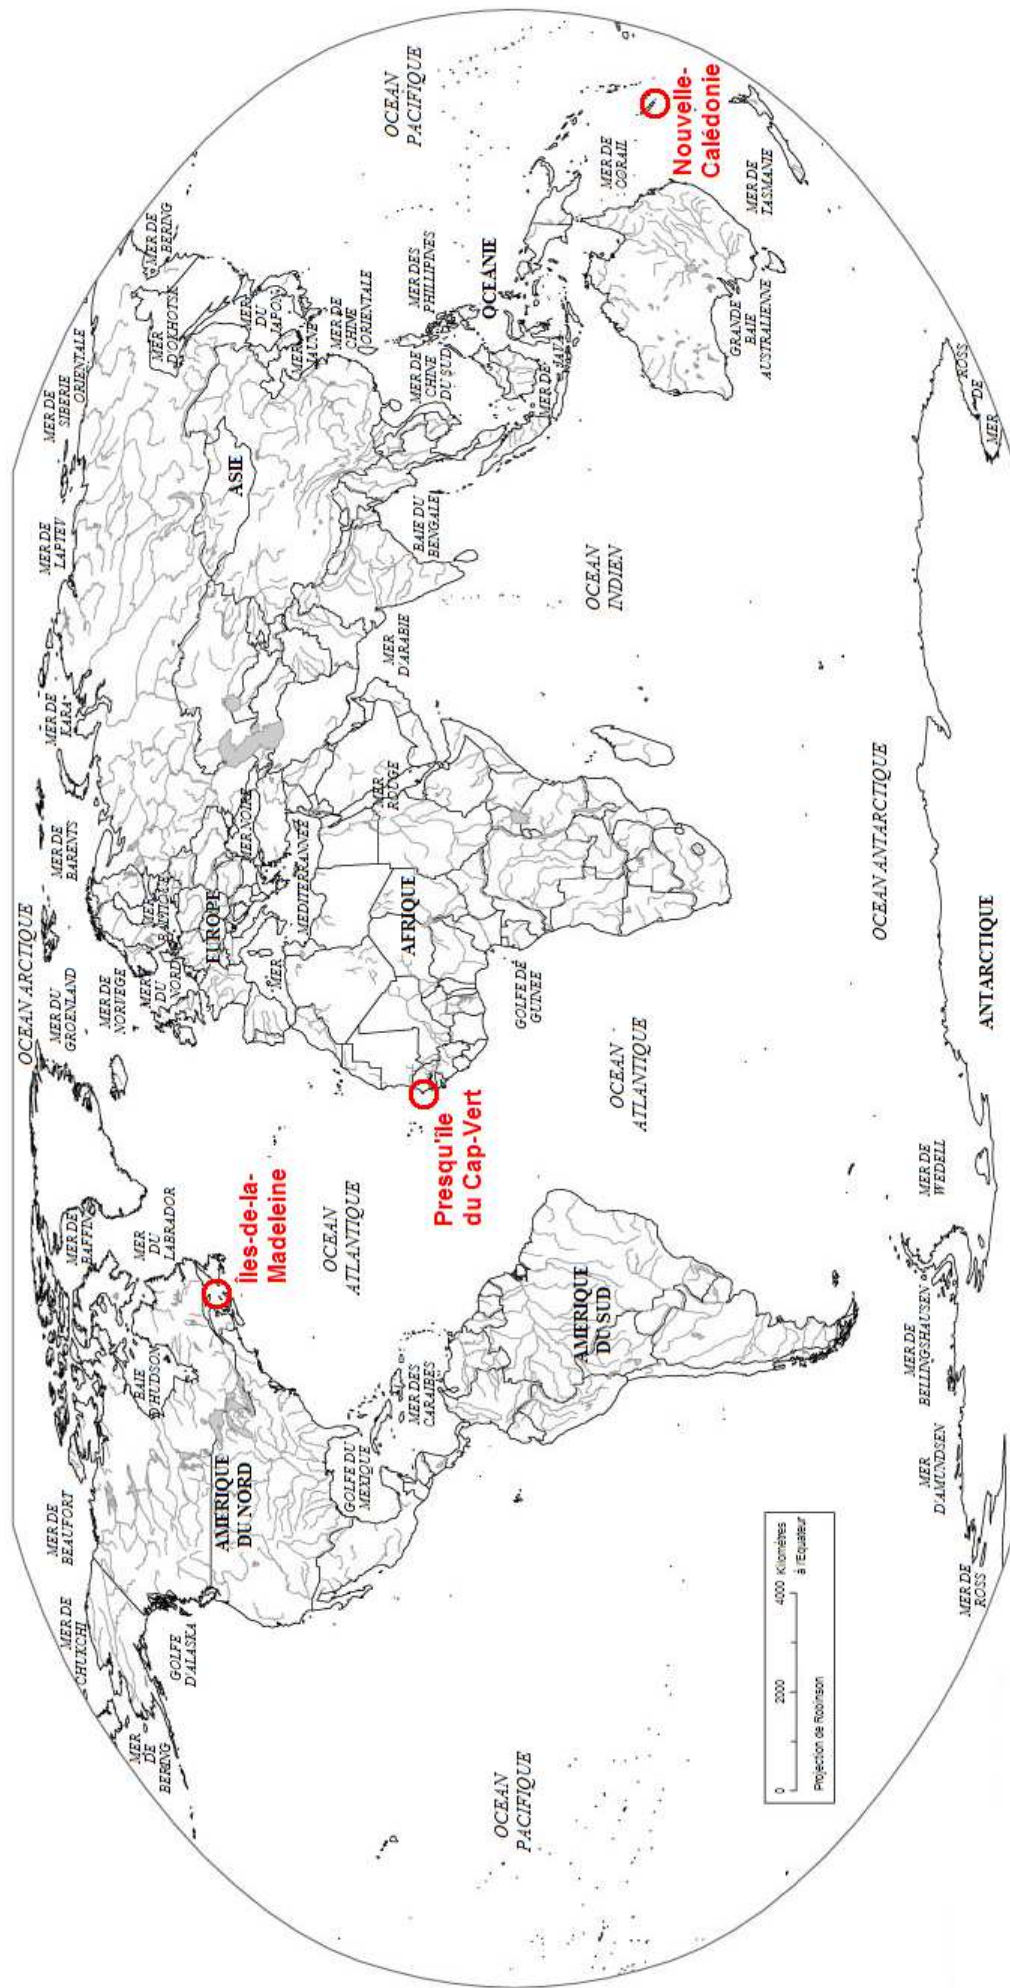 OCEAN ARCTIQUE
MER DE
CHUKCHI
MER DE
BEAUFORT
MER DE
BAFFIN
MER DU
GROENLAND
MER DE
BARENTS
MER DE
KARA
MER DE
LAPTEV
MER DE
SIBERIE
ORIENTALE
MER
DE
BERING
GOLFE
D'ALASKA
BAIE
D'HUDSON
MER
DU
LABRADOR
MER DE
NORVEGE
MER
DU
NORD
MER
BALTIQUE
MER
D'OKHOTSK
MER DE
BERING
AMERIQUE
DU NORD
Îles-de-la-
Madeleine
EUROPE
MER NOIRE
ASIE
MER
DU
JAPON
MER
JAUNE
MER DE
CHINE
ORIENTALE
MER
MEDITERRANNEE
OCEAN
ATLANTIQUE
GOLFE DU
MEXIQUE
MER DES
CARAIBES
Presqu'île
du Cap-Vert
AFRIQUE
MER
ROUGE
MER
D'ARABIE
BAIE DU
BENGALE
MER DE
CHINE
DU SUD
MER DES
PHILLIPINES
OCEAN
PACIFIQUE
OCEANIE
OCEAN
PACIFIQUE
AMERIQUE
DU SUD
OCEAN
ATLANTIQUE
GOLFE DE
GUINEE
OCEAN
INDIEN
MER DE
JAVA
MER DE
CORAIL
Nouvelle-
Calédonie
GRANDE
BAIE
AUSTRALIENNE
MER DE
TASMANIE
0 2000 4000 Kilomètres
à l'Equateur
Projection de Robinson
OCEAN ANTARCTIQUE
MER DE
ROSS
MER
D'AMUNDSEN
MER DE
BELLINGSHAUSEN
MER DE
WEDELL
ANTARCTIQUE
MER DE ROSS